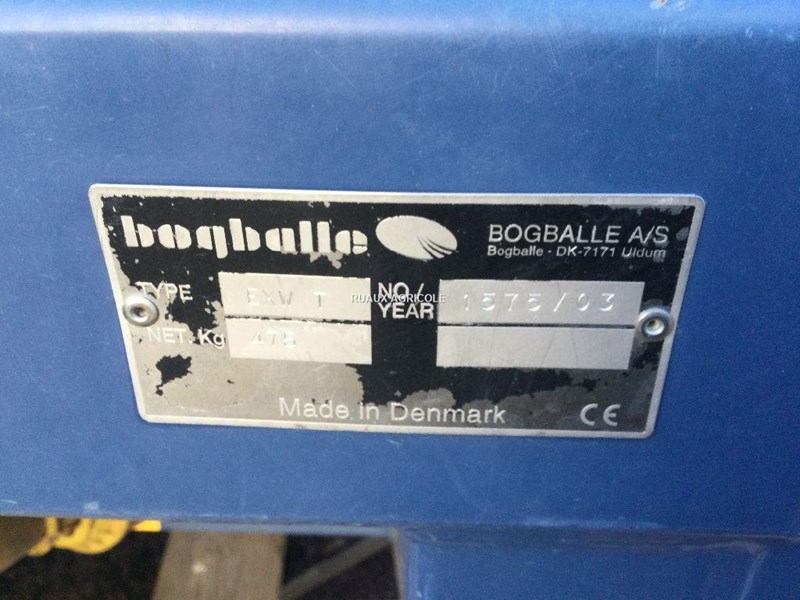 bogballe
BOGBALLE A/S
Bogballe - DK-7171 Uldum
TYPE EXW T NO/ YEAR 1575/03
RUAUX AGRICOLE
NET. Kg 475
Made in Denmark CE